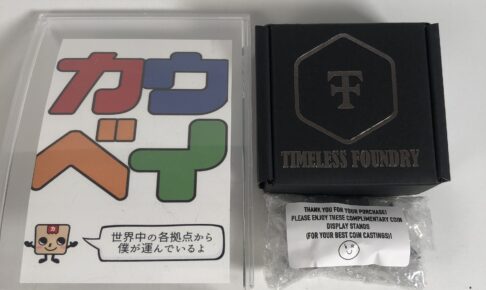 カウ
ベイ
カ
世界中の各拠点から
僕が運んでいるよ
TF
TIMELESS FOUNDRY
THANK YOU FOR YOUR PURCHASE!
PLEASE ENJOY THESE COMPLIMENTARY COIN
DISPLAY STANDS
(FOR YOUR BEST COIN CASTINGS!)